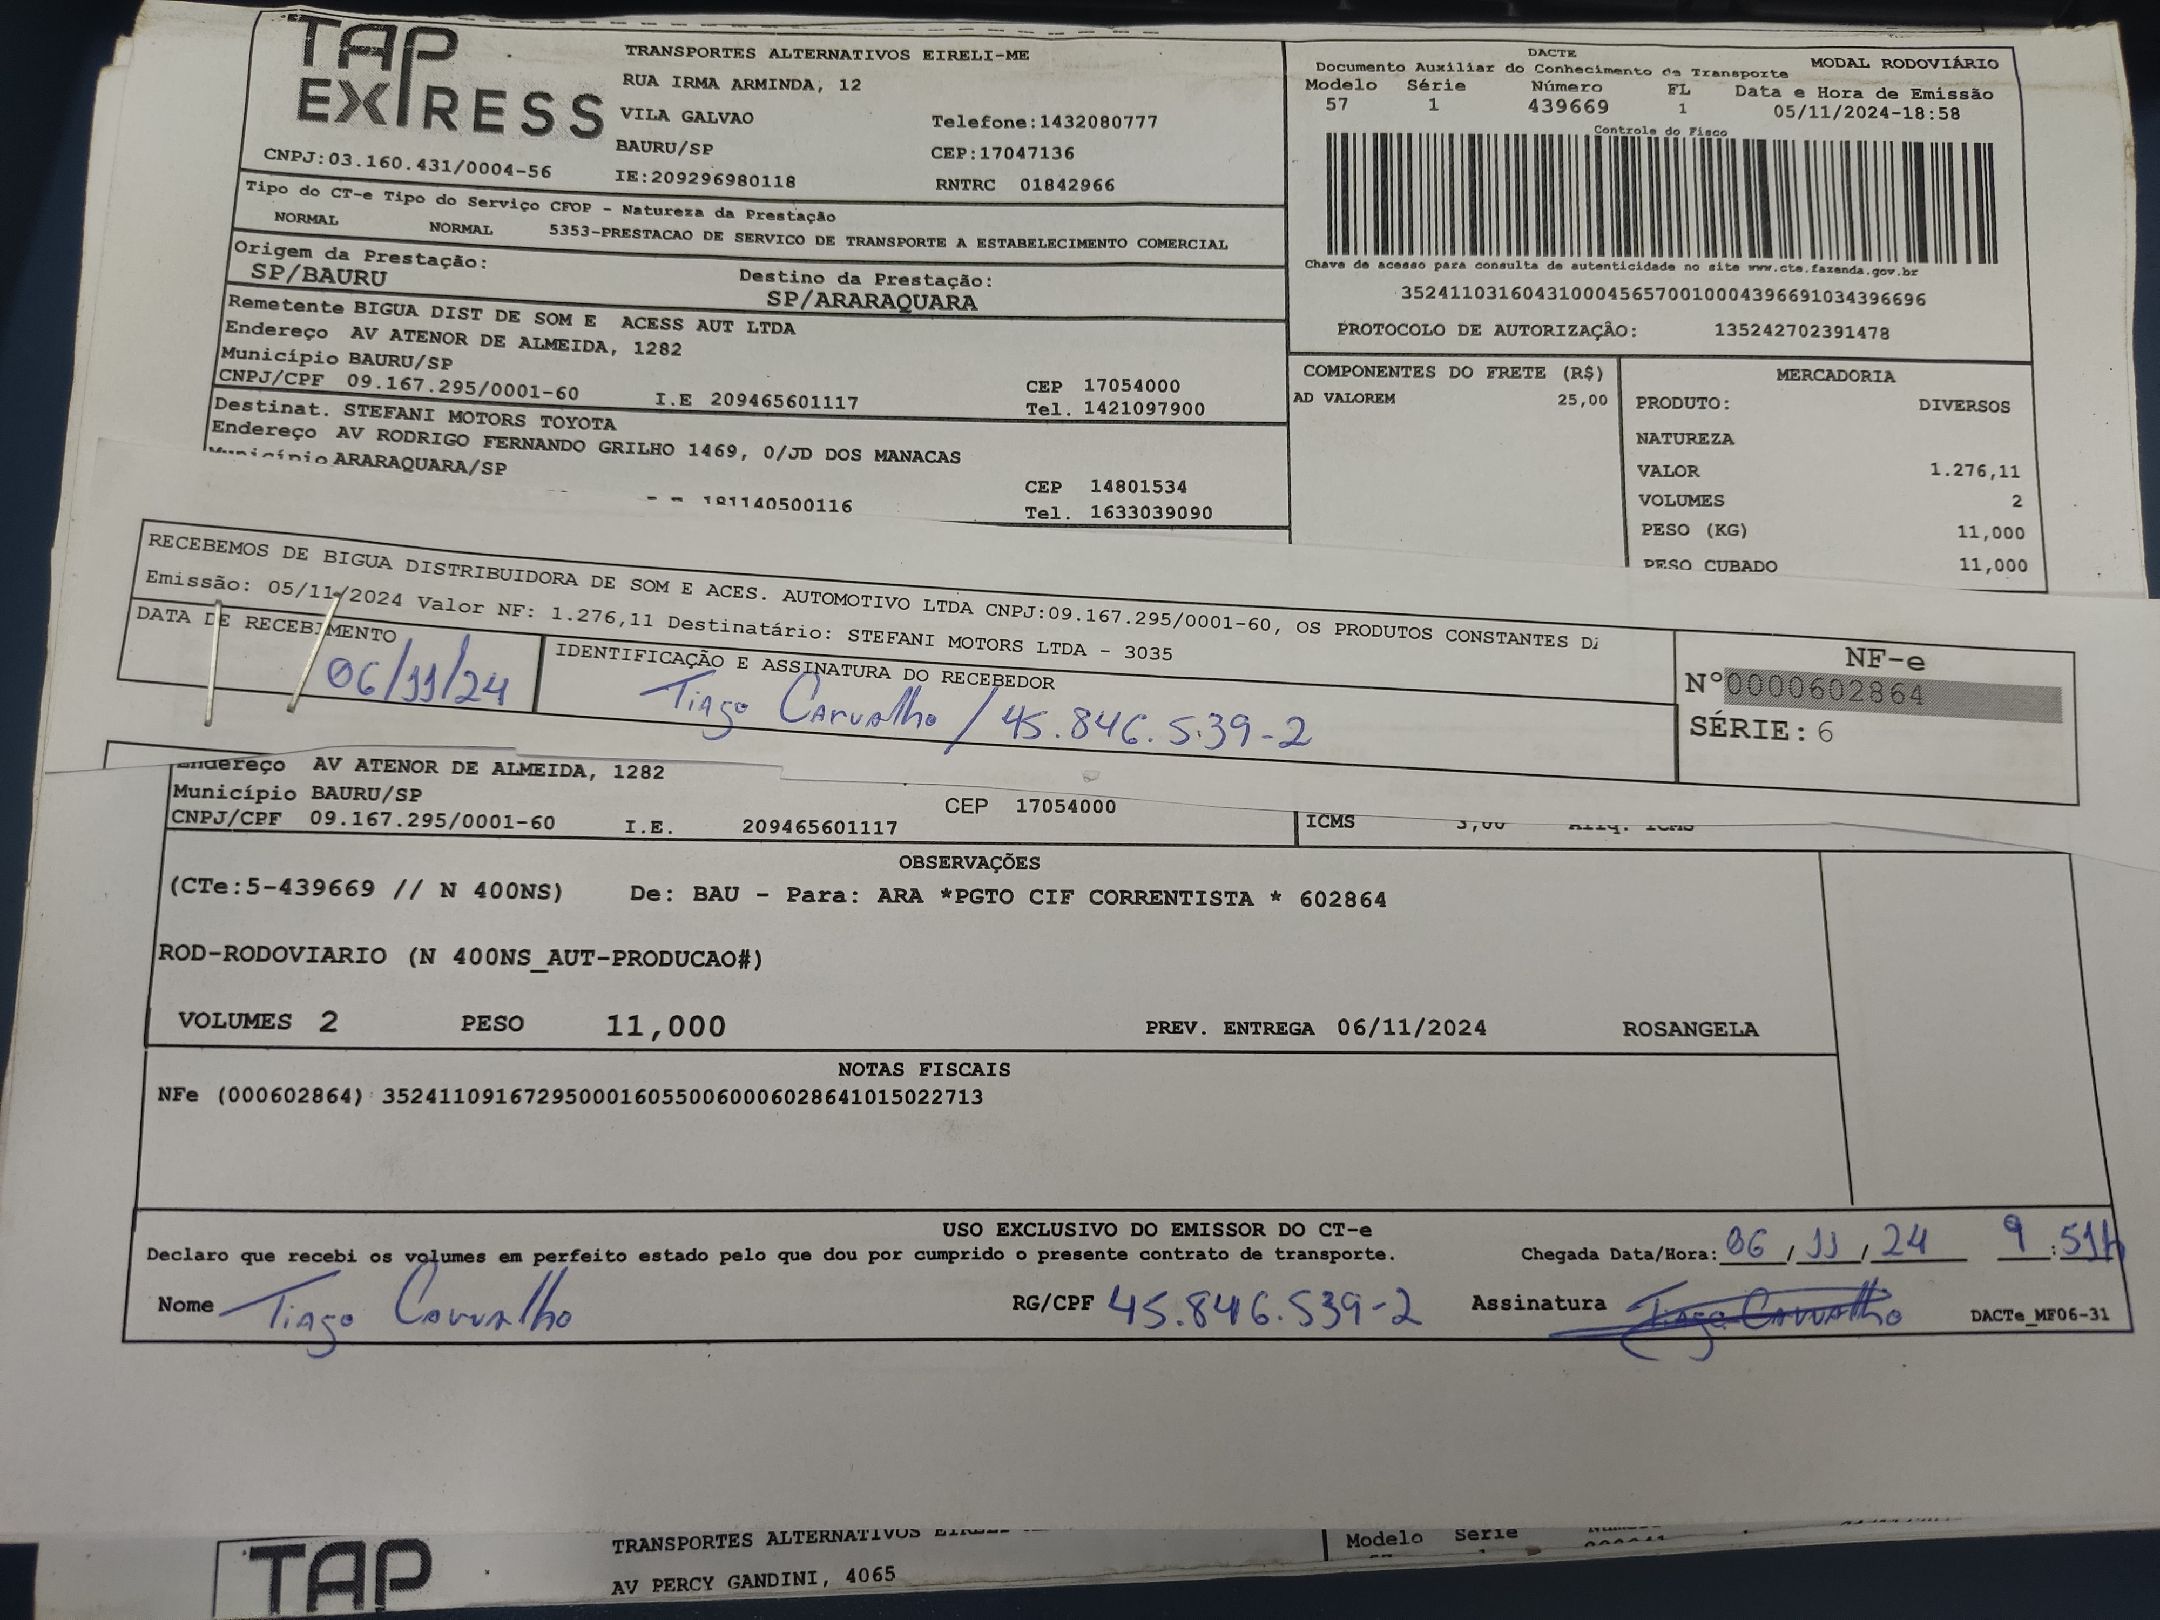 TAP
EXPRESS
CNPJ:03.160.431/0004-56
TRANSPORTES ALTERNATIVOS EIRELI-ME
RUA IRMA ARMINDA, 12
VILA GALVAO
Telefone:1432080777
BAURU/SP
CEP:17047136
IE:209296980118
RNTRC 01842966
DACTE
MODAL RODOVIÁRIO
Documento Auxiliar do Conhecimento de Transporte
Modelo Série Número FL Data e Hora de Emissão
57 1 439669 1 05/11/2024-18:58
Controle do Fisco
Chave de acesso para consulta de autenticidade no site www.cte.fazenda.gov.br
35241103160431000456570010004396691034396696
PROTOCOLO DE AUTORIZAÇÃO: 135242702391478
Tipo do CT-e Tipo do Serviço CFOP - Natureza da Prestação
NORMAL NORMAL 5353-PRESTACAO DE SERVICO DE TRANSPORTE A ESTABELECIMENTO COMERCIAL
Origem da Prestação: Destino da Prestação:
SP/BAURU SP/ARARAQUARA
Remetente BIGUA DIST DE SOM E ACESS AUT LTDA
Endereço AV ATENOR DE ALMEIDA, 1282
Município BAURU/SP CEP 17054000
CNPJ/CPF 09.167.295/0001-60 I.E 209465601117 Tel. 1421097900
Destinat. STEFANI MOTORS TOYOTA
Endereço AV RODRIGO FERNANDO GRILHO 1469, 0/JD DOS MANACAS
Município ARARAQUARA/SP CEP 14801534
181140500116 Tel. 1633039090
COMPONENTES DO FRETE (R$)
AD VALOREM 25,00
MERCADORIA
PRODUTO: DIVERSOS
NATUREZA
VALOR 1.276,11
VOLUMES 2
PESO (KG) 11,000
PESO CUBADO 11,000
RECEBEMOS DE BIGUA DISTRIBUIDORA DE SOM E ACES. AUTOMOTIVO LTDA CNPJ:09.167.295/0001-60, OS PRODUTOS CONSTANTES
Emissão: 05/11/2024 Valor NF: 1.276,11 Destinatário: STEFANI MOTORS LTDA - 3035
DATA DE RECEBIMENTO
06/11/24
IDENTIFICAÇÃO E ASSINATURA DO RECEBEDOR
Tiago Carvalho / 45.846.539-2
NF-e
Nº0000602864
SÉRIE: 6
Endereço AV ATENOR DE ALMEIDA, 1282
Município BAURU/SP CEP 17054000
CNPJ/CPF 09.167.295/0001-60 I.E. 209465601117
ICMS 3,00 Aliq. ICMS
OBSERVAÇÕES
(CTe:5-439669 // N 400NS) De: BAU - Para: ARA *PGTO CIF CORRENTISTA * 602864
ROD-RODOVIARIO (N 400NS_AUT-PRODUCAO#)
VOLUMES 2 PESO 11,000 PREV. ENTREGA 06/11/2024 ROSANGELA
NOTAS FISCAIS
NFe (000602864) 35241109167295000160550060006028641015022713
USO EXCLUSIVO DO EMISSOR DO CT-e
Declaro que recebi os volumes em perfeito estado pelo que dou por cumprido o presente contrato de transporte. Chegada Data/Hora: 06/11/24 9:51h
Nome Tiago Carvalho RG/CPF 45.846.539-2 Assinatura Tiago Carvalho DACTe_MF06-31
TAP
TRANSPORTES ALTERNATIVOS
AV PERCY GANDINI, 4065
Modelo Serie